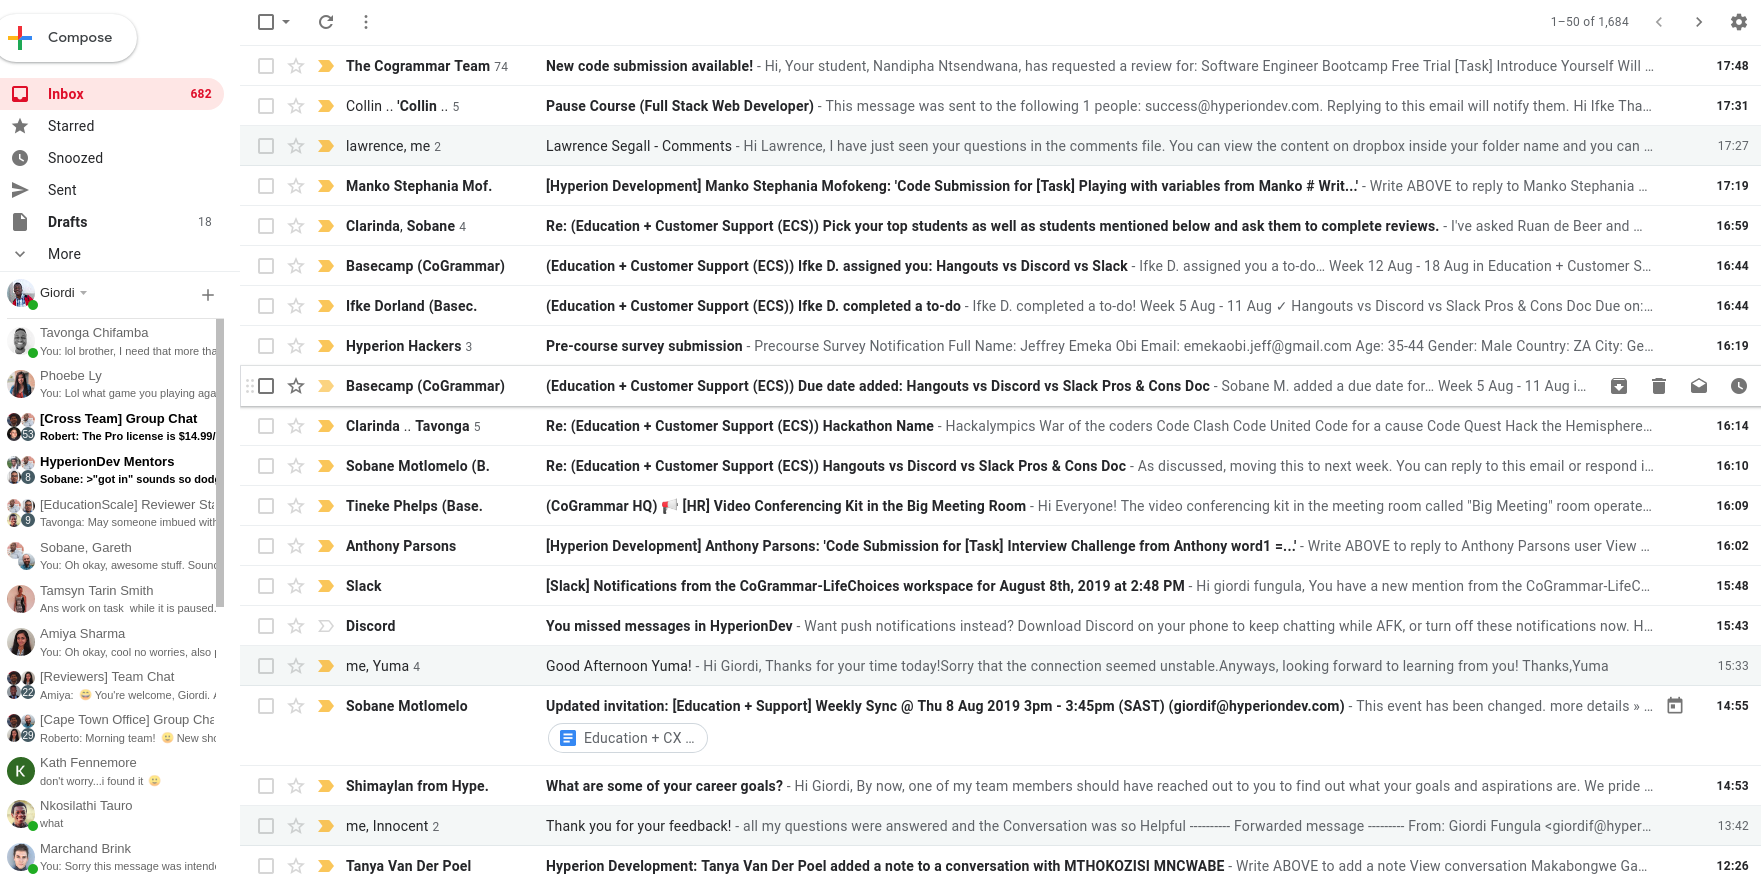 Compose
1–50 of 1,684
Inbox 682
Starred
Snoozed
Sent
Drafts 18
More
Giordi
Tavonga Chifamba
You: lol brother, I need that more tha
Phoebe Ly
You: Lol what game you playing aga
[Cross Team] Group Chat
53 Robert: The Pro license is $14.99/
HyperionDev Mentors
8 Sobane: >"got in" sounds so dodg
[EducationScale] Reviewer Sta
9 Tavonga: May someone imbued with
Sobane, Gareth
You: Oh okay, awesome stuff. Sound
Tamsyn Tarin Smith
Ans work on task while it is paused.
Amiya Sharma
You: Oh okay, cool no worries, also p
[Reviewers] Team Chat
22 Amiya: 😄 You're welcome, Giordi. A
[Cape Town Office] Group Cha
29 Roberto: Morning team! 🙂 New sho
K Kath Fennemore
don't worry...i found it 🙂
Nkosilathi Tauro
what
Marchand Brink
You: Sorry this message was intende
The Cogrammar Team 74 New code submission available! - Hi, Your student, Nandipha Ntsendwana, has requested a review for: Software Engineer Bootcamp Free Trial [Task] Introduce Yourself Will … 17:48
Collin .. 'Collin .. 5 Pause Course (Full Stack Web Developer) - This message was sent to the following 1 people: success@hyperiondev.com. Replying to this email will notify them. Hi Ifke Tha… 17:31
lawrence, me 2 Lawrence Segall - Comments - Hi Lawrence, I have just seen your questions in the comments file. You can view the content on dropbox inside your folder name and you can … 17:27
Manko Stephania Mof. [Hyperion Development] Manko Stephania Mofokeng: 'Code Submission for [Task] Playing with variables from Manko # Writ...' - Write ABOVE to reply to Manko Stephania … 17:19
Clarinda, Sobane 4 Re: (Education + Customer Support (ECS)) Pick your top students as well as students mentioned below and ask them to complete reviews. - I've asked Ruan de Beer and … 16:59
Basecamp (CoGrammar) (Education + Customer Support (ECS)) Ifke D. assigned you: Hangouts vs Discord vs Slack - Ifke D. assigned you a to-do… Week 12 Aug - 18 Aug in Education + Customer S… 16:44
Ifke Dorland (Basec. (Education + Customer Support (ECS)) Ifke D. completed a to-do - Ifke D. completed a to-do! Week 5 Aug - 11 Aug ✓ Hangouts vs Discord vs Slack Pros & Cons Doc Due on:… 16:44
Hyperion Hackers 3 Pre-course survey submission - Precourse Survey Notification Full Name: Jeffrey Emeka Obi Email: emekaobi.jeff@gmail.com Age: 35-44 Gender: Male Country: ZA City: Ge… 16:19
Basecamp (CoGrammar) (Education + Customer Support (ECS)) Due date added: Hangouts vs Discord vs Slack Pros & Cons Doc - Sobane M. added a due date for… Week 5 Aug - 11 Aug i…
Clarinda .. Tavonga 5 Re: (Education + Customer Support (ECS)) Hackathon Name - Hackalympics War of the coders Code Clash Code United Code for a cause Code Quest Hack the Hemisphere… 16:14
Sobane Motlomelo (B. Re: (Education + Customer Support (ECS)) Hangouts vs Discord vs Slack Pros & Cons Doc - As discussed, moving this to next week. You can reply to this email or respond i… 16:10
Tineke Phelps (Base. (CoGrammar HQ) 📢 [HR] Video Conferencing Kit in the Big Meeting Room - Hi Everyone! The video conferencing kit in the meeting room called "Big Meeting" room operate… 16:09
Anthony Parsons [Hyperion Development] Anthony Parsons: 'Code Submission for [Task] Interview Challenge from Anthony word1 =...' - Write ABOVE to reply to Anthony Parsons user View … 16:02
Slack [Slack] Notifications from the CoGrammar-LifeChoices workspace for August 8th, 2019 at 2:48 PM - Hi giordi fungula, You have a new mention from the CoGrammar-LifeC… 15:48
Discord You missed messages in HyperionDev - Want push notifications instead? Download Discord on your phone to keep chatting while AFK, or turn off these notifications now. H… 15:43
me, Yuma 4 Good Afternoon Yuma! - Hi Giordi, Thanks for your time today!Sorry that the connection seemed unstable.Anyways, looking forward to learning from you! Thanks,Yuma 15:33
Sobane Motlomelo Updated invitation: [Education + Support] Weekly Sync @ Thu 8 Aug 2019 3pm - 3:45pm (SAST) (giordif@hyperiondev.com) - This event has been changed. more details » … 14:55
Education + CX …
Shimaylan from Hype. What are some of your career goals? - Hi Giordi, By now, one of my team members should have reached out to you to find out what your goals and aspirations are. We pride … 14:53
me, Innocent 2 Thank you for your feedback! - all my questions were answered and the Conversation was so Helpful ---------- Forwarded message --------- From: Giordi Fungula <giordif@hyper… 13:42
Tanya Van Der Poel Hyperion Development: Tanya Van Der Poel added a note to a conversation with MTHOKOZISI MNCWABE - Write ABOVE to add a note View conversation Makabongwe Ga… 12:26